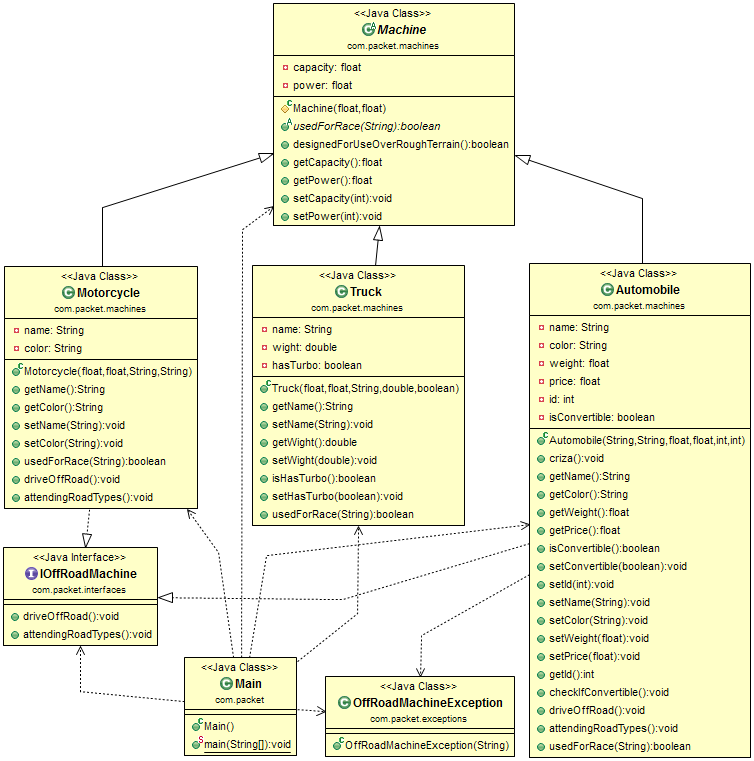 <<Java Class>>
Machine
com.packet.machines
capacity: float
power: float
Machine(float,float)
usedForRace(String):boolean
designedForUseOverRoughTerrain():boolean
getCapacity():float
getPower():float
setCapacity(int):void
setPower(int):void
<<Java Class>>
Motorcycle
com.packet.machines
name: String
color: String
Motorcycle(float,float,String,String)
getName():String
getColor():String
setName(String):void
setColor(String):void
usedForRace(String):boolean
driveOffRoad():void
attendingRoadTypes():void
<<Java Class>>
Truck
com.packet.machines
name: String
wight: double
hasTurbo: boolean
Truck(float,float,String,double,boolean)
getName():String
setName(String):void
getWight():double
setWight(double):void
isHasTurbo():boolean
setHasTurbo(boolean):void
usedForRace(String):boolean
<<Java Class>>
Automobile
com.packet.machines
name: String
color: String
weight: float
price: float
id: int
isConvertible: boolean
Automobile(String,String,float,float,int,int)
criza():void
getName():String
getColor():String
getWeight():float
getPrice():float
isConvertible():boolean
setConvertible(boolean):void
setId(int):void
setName(String):void
setColor(String):void
setWeight(float):void
setPrice(float):void
getId():int
checkIfConvertible():void
driveOffRoad():void
attendingRoadTypes():void
usedForRace(String):boolean
<<Java Interface>>
IOffRoadMachine
com.packet.interfaces
driveOffRoad():void
attendingRoadTypes():void
<<Java Class>>
Main
com.packet
Main()
main(String[]):void
<<Java Class>>
OffRoadMachineException
com.packet.exceptions
OffRoadMachineException(String)